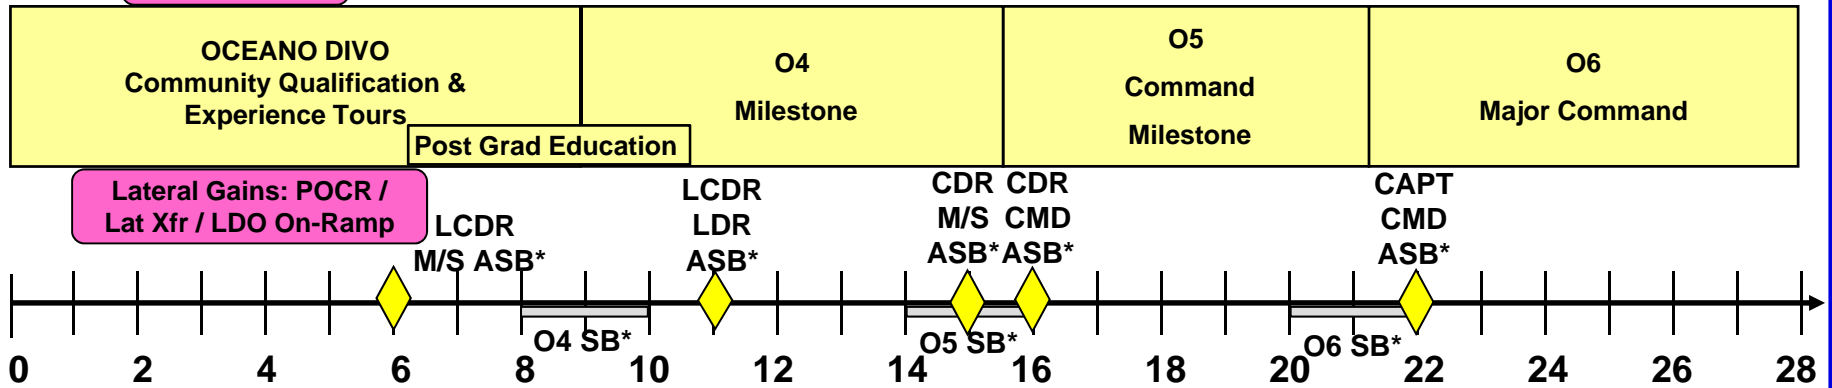 OCEANO DIVO
Community Qualification &
Experience Tours
O4
Milestone
O5
Command
Milestone
O6
Major Command
Post Grad Education
Lateral Gains: POCR /
Lat Xfr / LDO On-Ramp
LCDR
M/S ASB*
LCDR
LDR
ASB*
CDR
M/S
ASB*
CDR
CMD
ASB*
CAPT
CMD
ASB*
O4 SB*
O5 SB*
O6 SB*
0 2 4 6 8 10 12 14 16 18 20 22 24 26 28